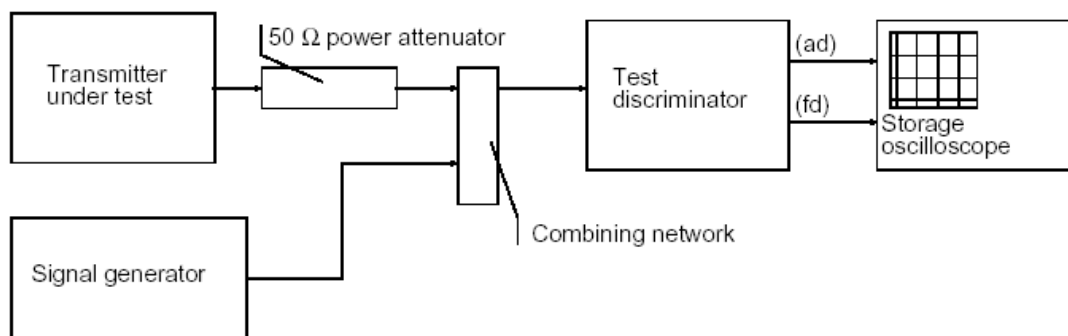 50 Ω power attenuator
Transmitter
under test
Test
discriminator
(ad)
(fd)
Storage
oscilloscope
Combining network
Signal generator